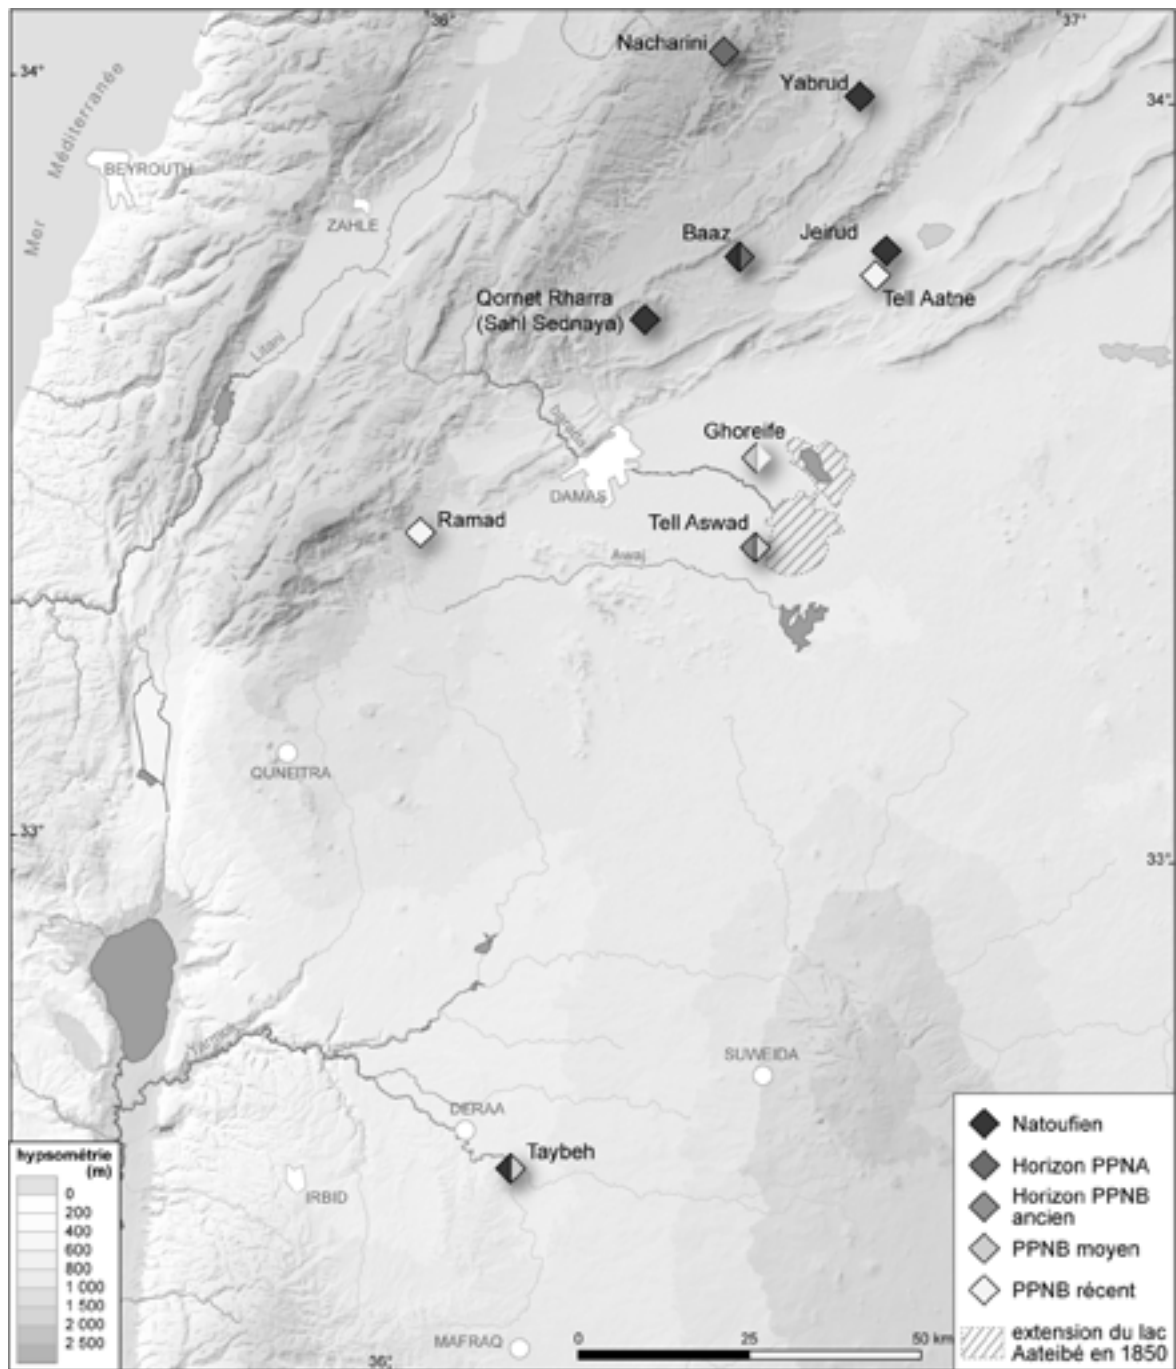 36°
37°
34°
34°
Nacharini
Yabrud
Mer Méditerranée
BEYROUTH
ZAHLE
Baaz
Jeirud
Tell Aatne
Qornet Rharra
(Sahl Sednaya)
Litani
Ghoreife
DAMAS
Ramad
Tell Aswad
Awaj
QUNEITRA
33°
33°
Yarmuk
SUWEIDA
DERAA
Taybeh
IRBID
MAFRAQ
36°
0 25 50 km
hypsométrie
(m)
0
200
400
600
800
1 000
1 500
2 000
2 500
Natoufien
Horizon PPNA
Horizon PPNB
ancien
PPNB moyen
PPNB récent
extension du lac
Aateibé en 1850